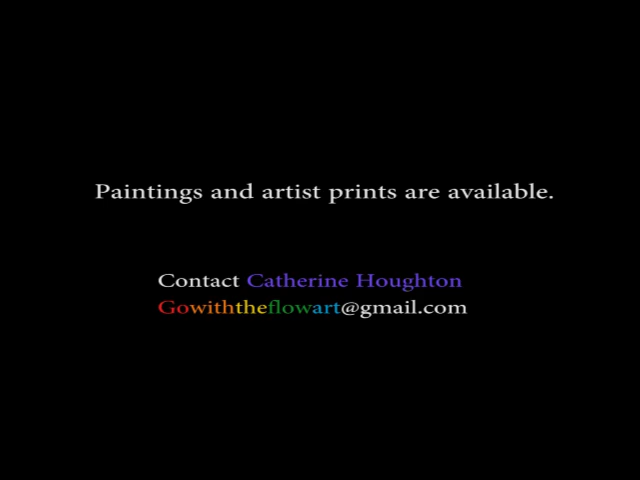 Paintings and artist prints are available.
Contact Catherine Houghton
Gowiththeflowart@gmail.com